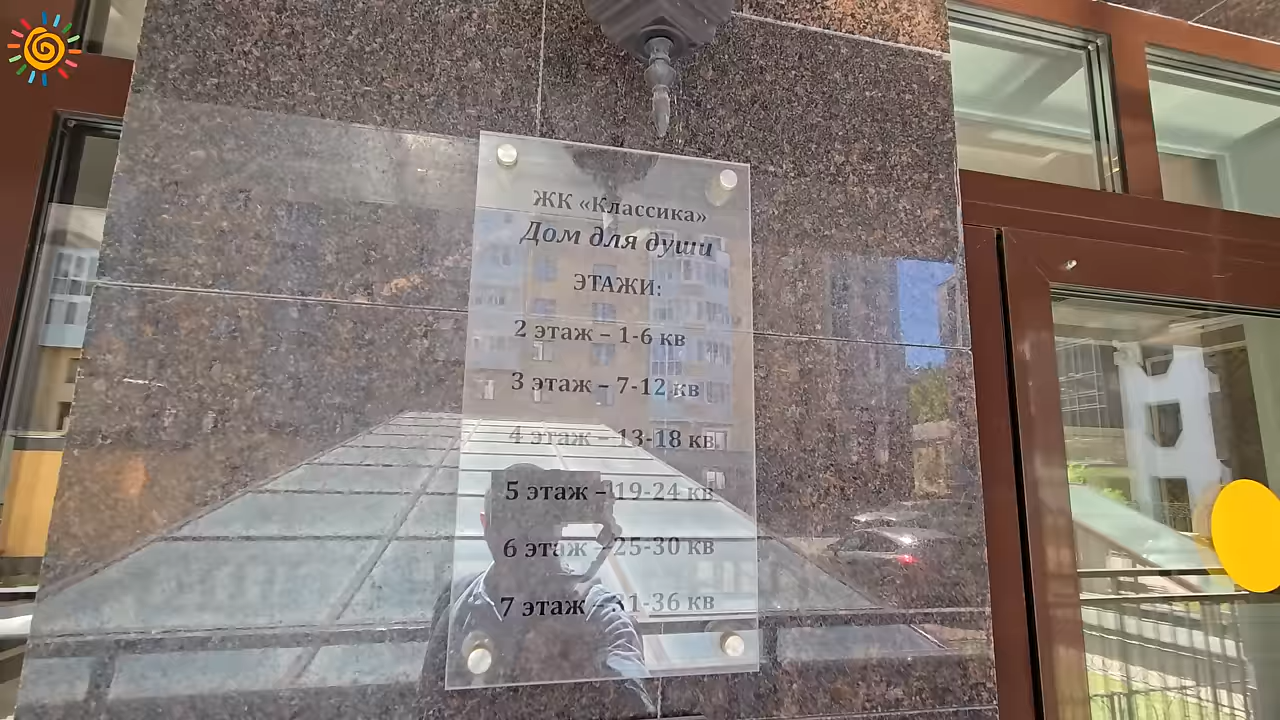 ЖК «Классика»
Дом для души
ЭТАЖИ:
2 этаж – 1-6 кв
3 этаж – 7-12 кв
4 этаж – 13-18 кв
5 этаж – 19-24 кв
6 этаж – 25-30 кв
7 этаж – 31-36 кв